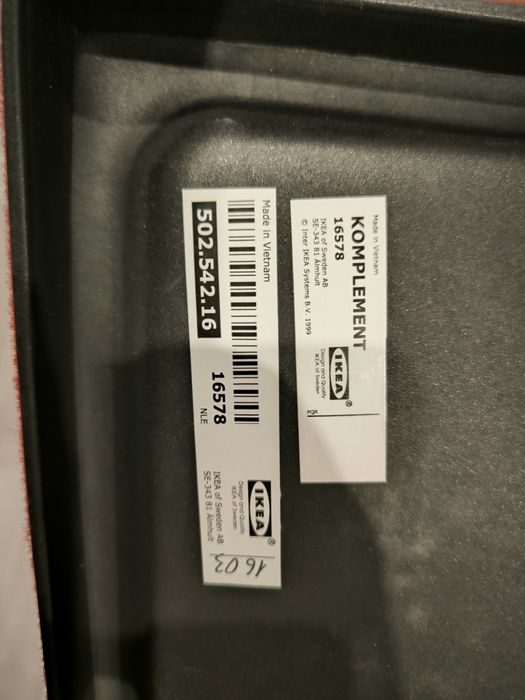 Made in Vietnam
KOMPLEMENT
16578
IKEA of Sweden AB
SE-343 81 Älmhult
© Inter IKEA Systems B.V. 1999
IKEA®
Design and Quality
IKEA of Sweden
Made in Vietnam
502.542.16
16578
NLE
IKEA®
Design and Quality
IKEA of Sweden
IKEA of Sweden AB
SE-343 81 Älmhult
1603